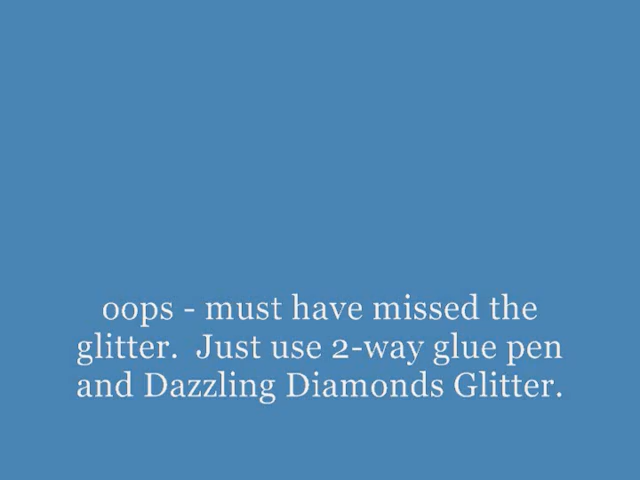 oops - must have missed the
glitter.  Just use 2-way glue pen
and Dazzling Diamonds Glitter.